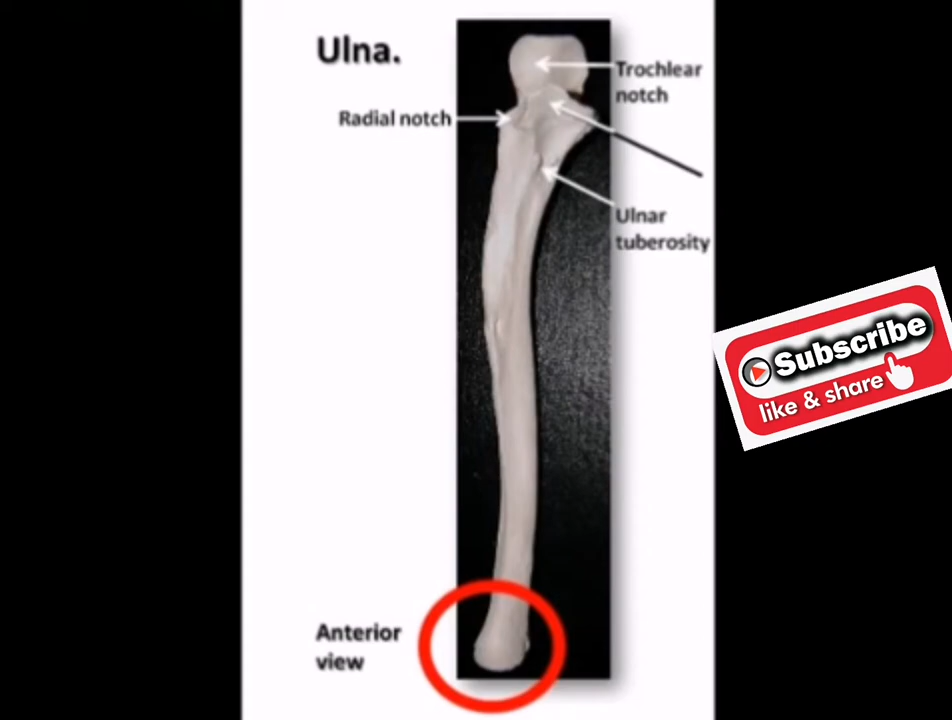 Ulna.
Trochlear
notch
Radial notch
Ulnar
tuberosity
Subscribe
like & share
Anterior
view